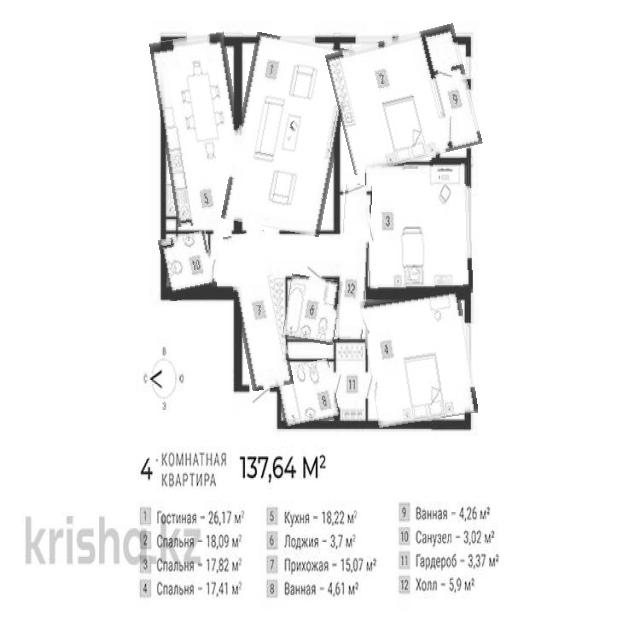 1
2
9
5
3
10
7
6
12
4
11
8
В
З
4 - КОМНАТНАЯ КВАРТИРА
137,64 М²
1 Гостиная – 26,17 м²
2 Спальня – 18,09 м²
3 Спальня – 17,82 м²
4 Спальня – 17,41 м²
5 Кухня – 18,22 м²
6 Лоджия – 3,7 м²
7 Прихожая – 15,07 м²
8 Ванная – 4,61 м²
9 Ванная – 4,26 м²
10 Санузел – 3,02 м²
11 Гардероб – 3,37 м²
12 Холл – 5,9 м²
krisha.kz